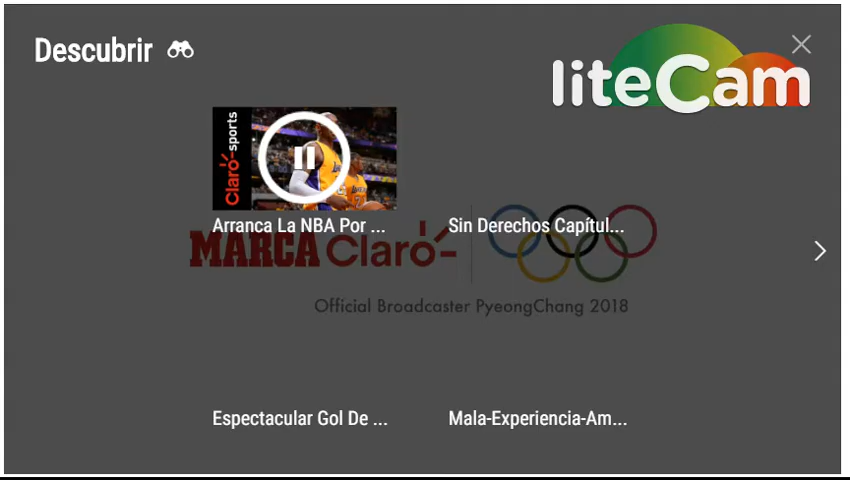 Descubrir
liteCam
Claro-sports
Arranca La NBA Por ...
Sin Derechos Capítul...
MARCA Claro-
Official Broadcaster PyeongChang 2018
Espectacular Gol De ...
Mala-Experiencia-Am...